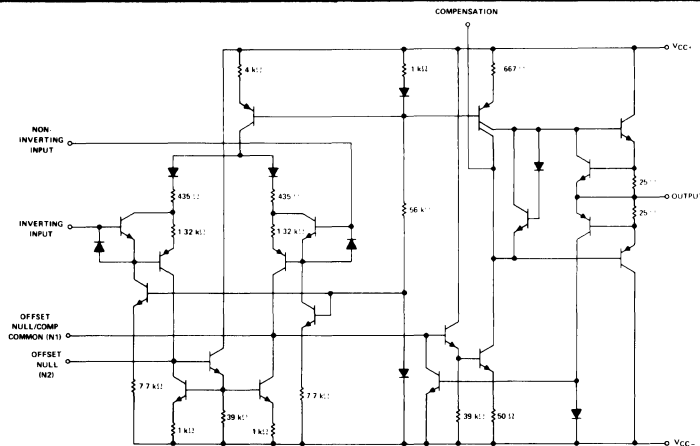 COMPENSATION
VCC+
4 kΩ
1 kΩ
667 Ω
NON-
INVERTING
INPUT
435 Ω
435 Ω
25 Ω
OUTPUT
25 Ω
56 kΩ
INVERTING
INPUT
1 32 kΩ
1 32 kΩ
OFFSET
NULL/COMP
COMMON (N1)
OFFSET
NULL
(N2)
7 7 kΩ
7 7 kΩ
39 kΩ
39 kΩ
50 Ω
1 kΩ
1 kΩ
VCC-